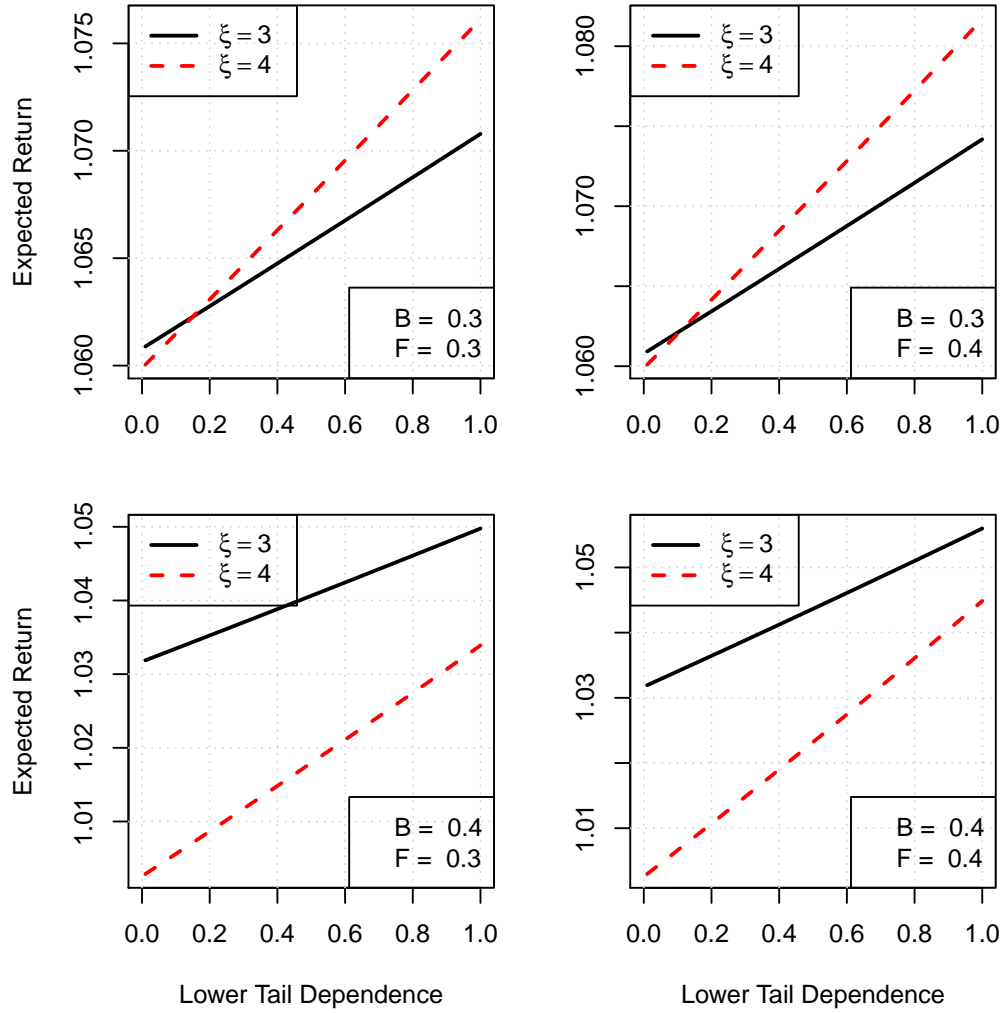 ξ = 3
ξ = 4
B = 0.3
F = 0.3
Expected Return
1.060
1.065
1.070
1.075
0.0 0.2 0.4 0.6 0.8 1.0
ξ = 3
ξ = 4
B = 0.3
F = 0.4
1.060
1.070
1.080
0.0 0.2 0.4 0.6 0.8 1.0
ξ = 3
ξ = 4
B = 0.4
F = 0.3
Expected Return
1.01
1.02
1.03
1.04
1.05
0.0 0.2 0.4 0.6 0.8 1.0
Lower Tail Dependence
ξ = 3
ξ = 4
B = 0.4
F = 0.4
1.01
1.03
1.05
0.0 0.2 0.4 0.6 0.8 1.0
Lower Tail Dependence